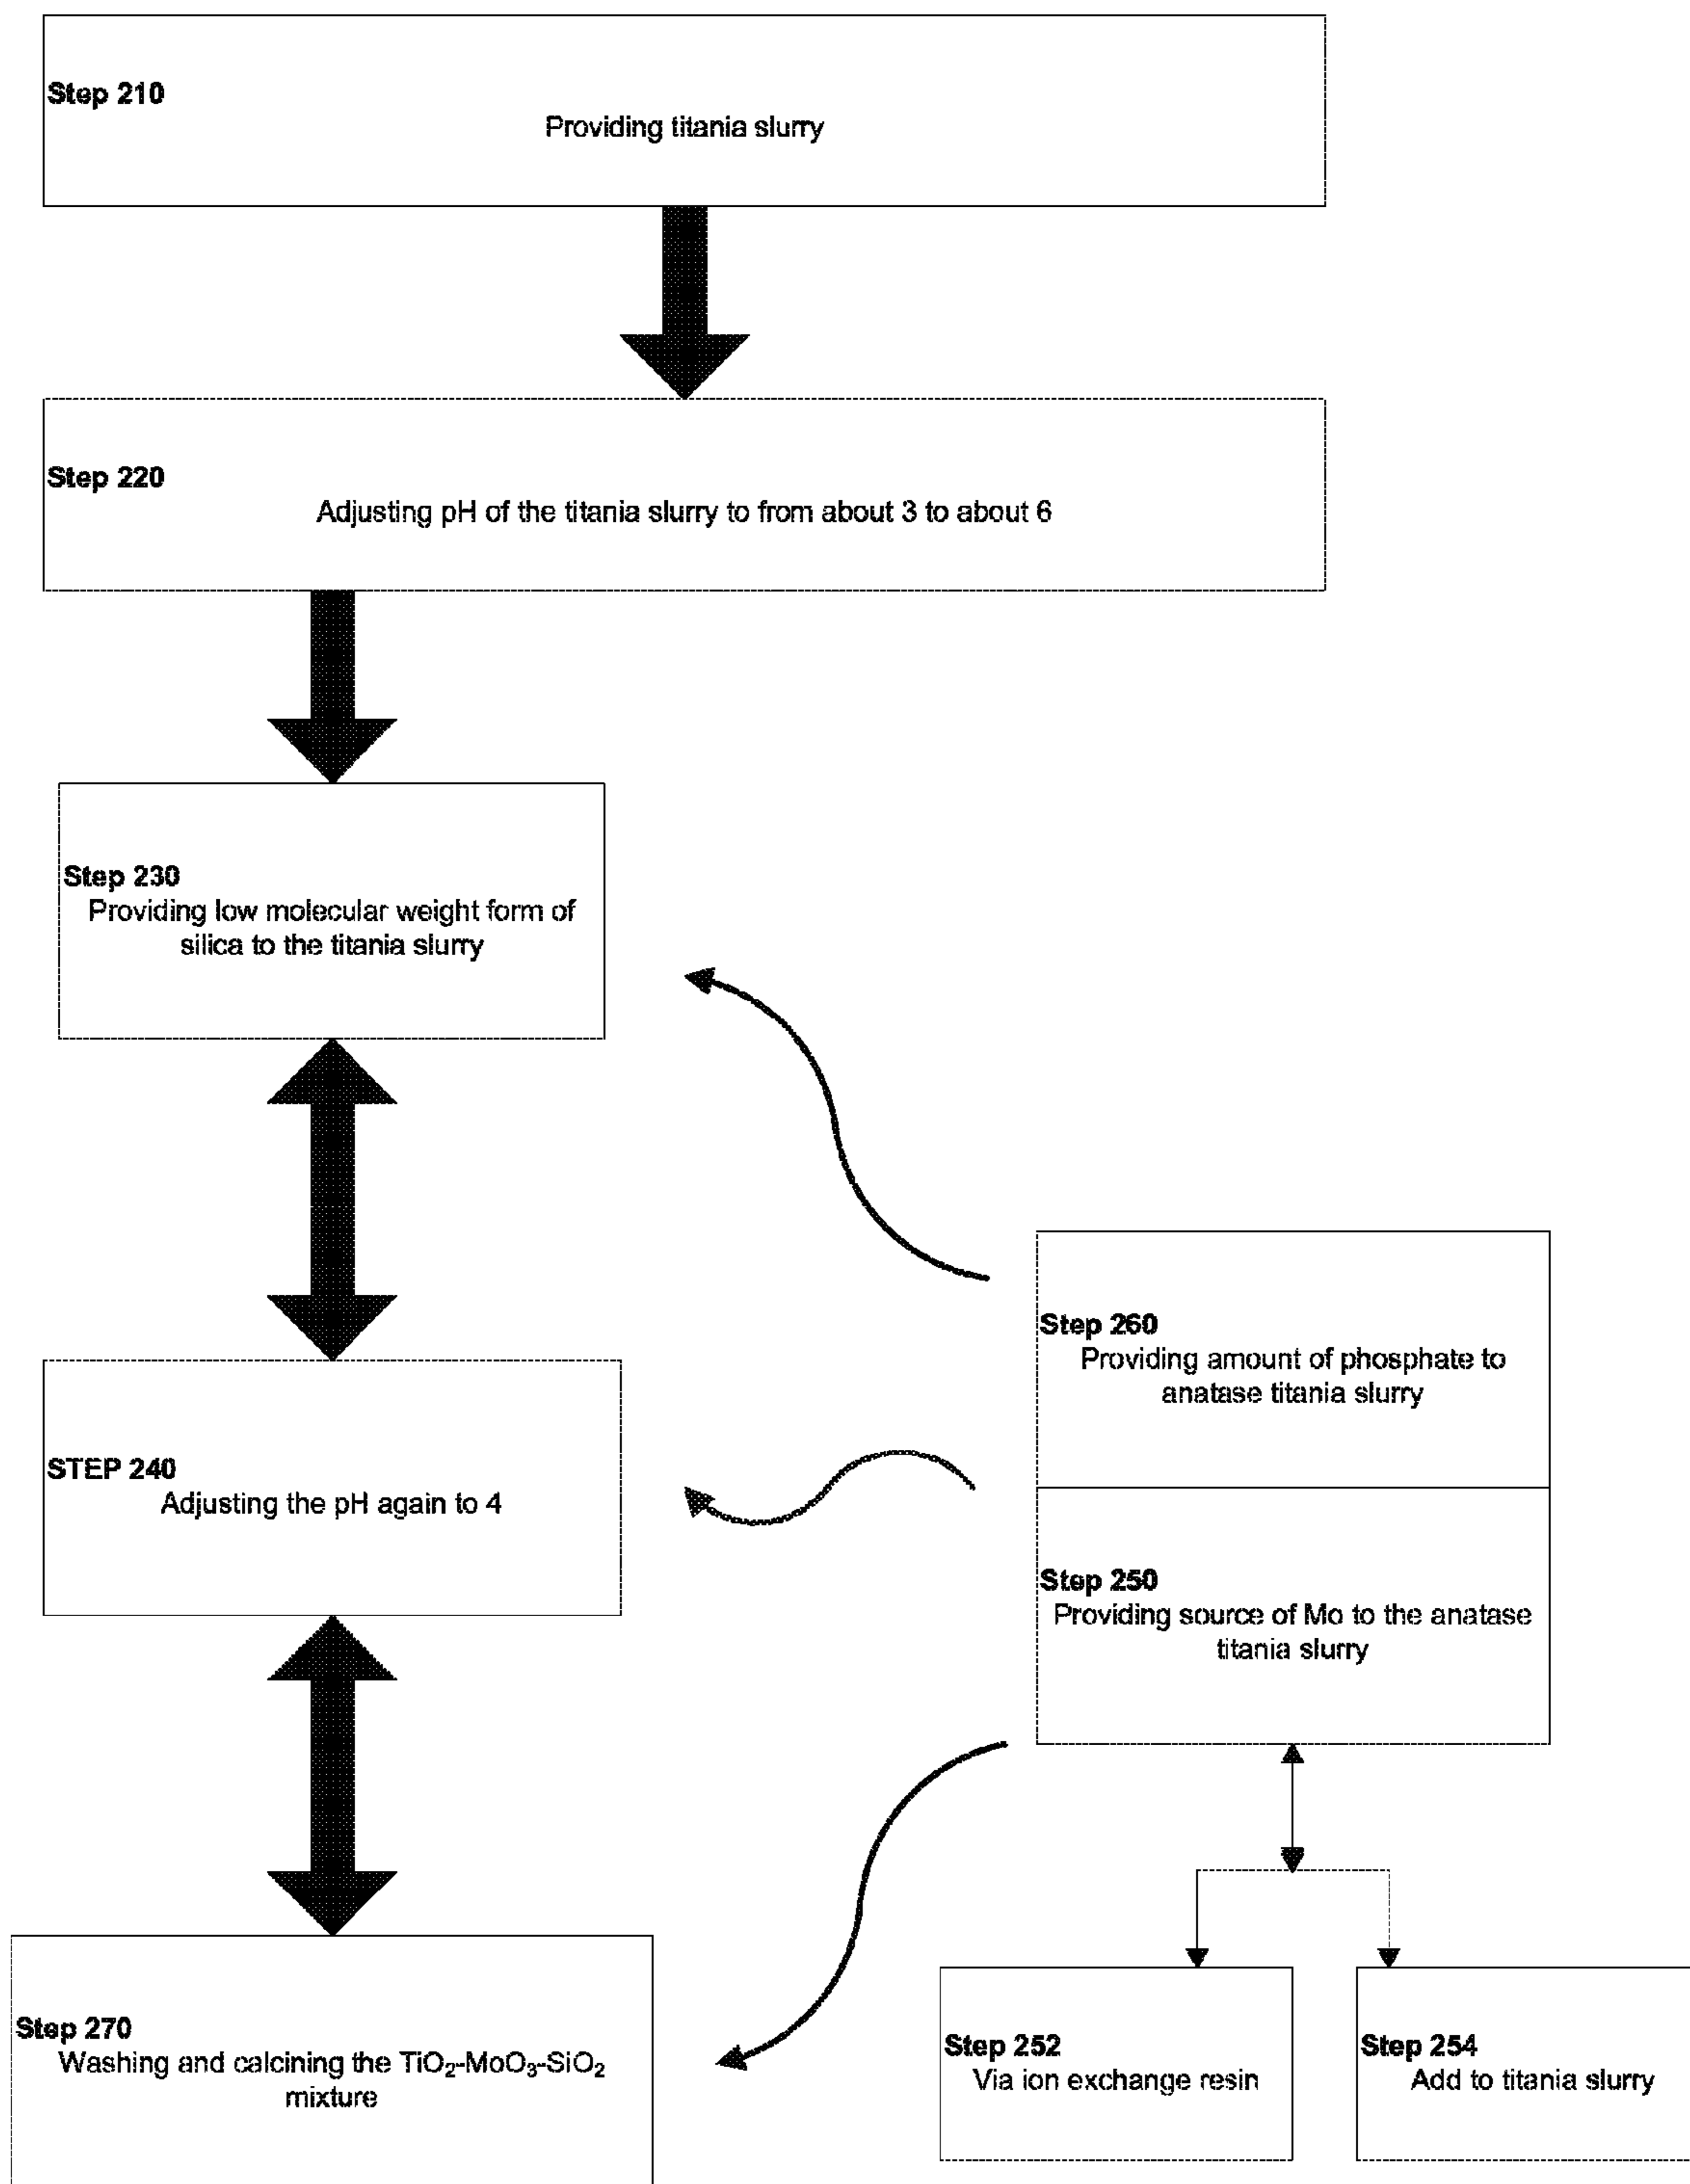 Step 210
Providing titania slurry
Step 220
Adjusting pH of the titania slurry to from about 3 to about 6
Step 230
Providing low molecular weight form of
silica to the titania slurry
STEP 240
Adjusting the pH again to 4
Step 260
Providing amount of phosphate to
anatase titania slurry
Step 250
Providing source of Mo to the anatase
titania slurry
Step 270
Washing and calcining the TiO₂-MoO₃-SiO₂
mixture
Step 252
Via ion exchange resin
Step 254
Add to titania slurry